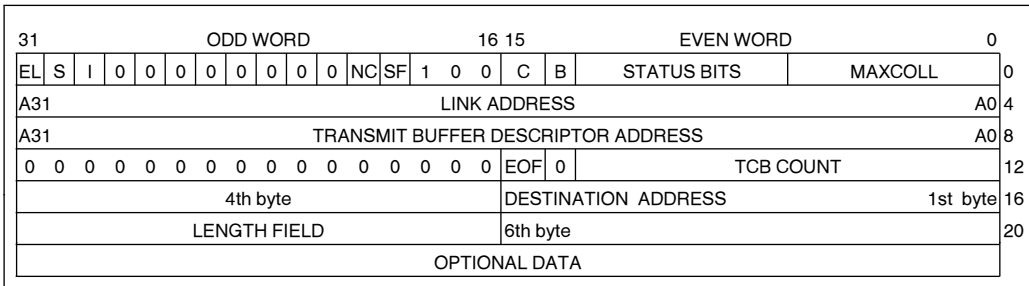 31 ODD WORD 16 15 EVEN WORD 0
EL S I 0 0 0 0 0 0 0 0 NC SF 1 0 0 C B STATUS BITS MAXCOLL 0
A31 LINK ADDRESS A0 4
A31 TRANSMIT BUFFER DESCRIPTOR ADDRESS A0 8
0 0 0 0 0 0 0 0 0 0 0 0 0 0 0 0 EOF 0 TCB COUNT 12
4th byte DESTINATION ADDRESS 1st byte 16
LENGTH FIELD 6th byte 20
OPTIONAL DATA